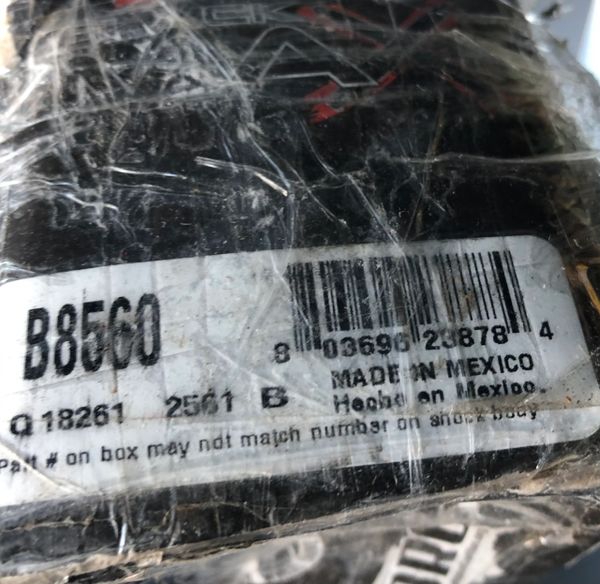 B8560
8 03696 23878 4
MADE IN MEXICO
Hecho en Mexico.
Q 18261 2561 B
Part # on box may not match number on shock body